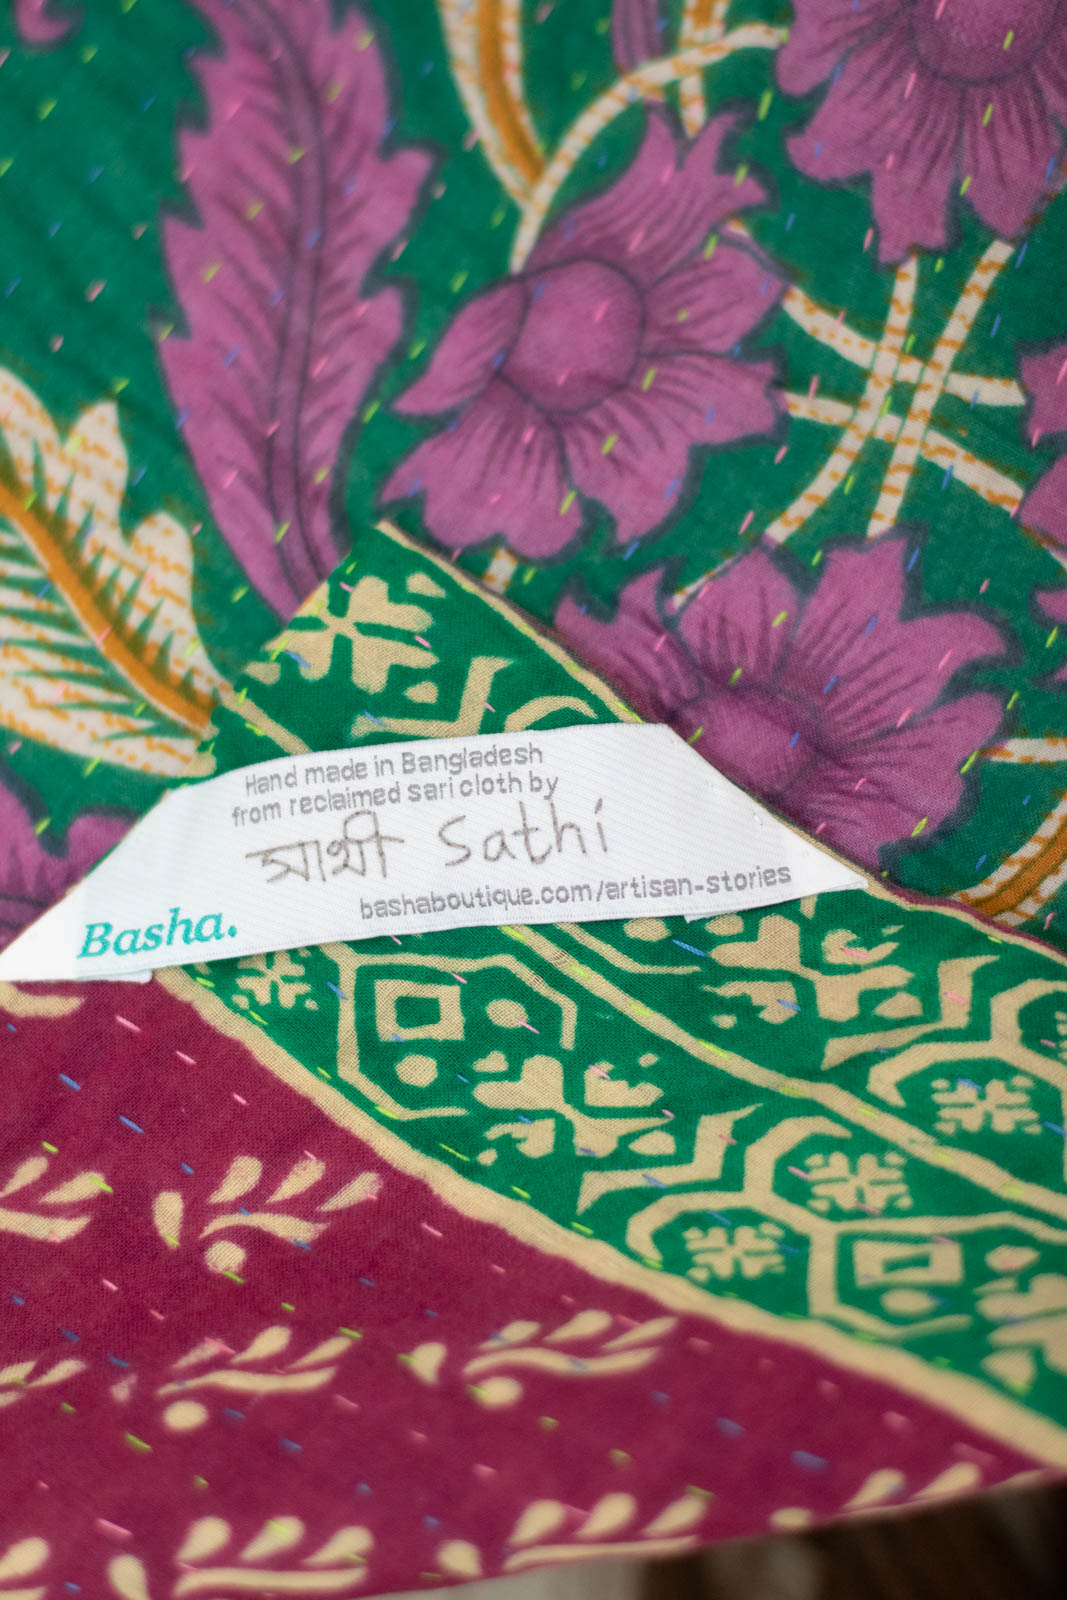 Hand made in Bangladesh
from reclaimed sari cloth by
সাথী Sathi
bashaboutique.com/artisan-stories
Basha.